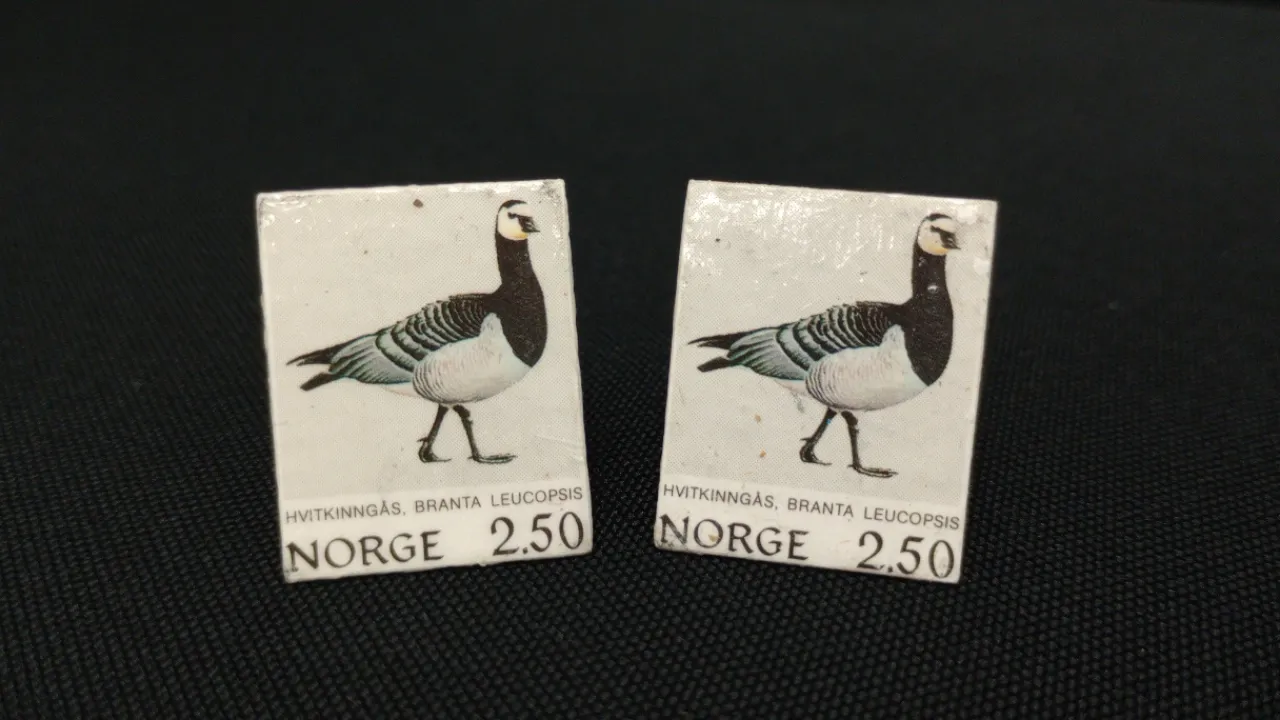 HVITKINNGÅS, BRANTA LEUCOPSIS
NORGE 2.50
HVITKINNGÅS, BRANTA LEUCOPSIS
NORGE 2.50